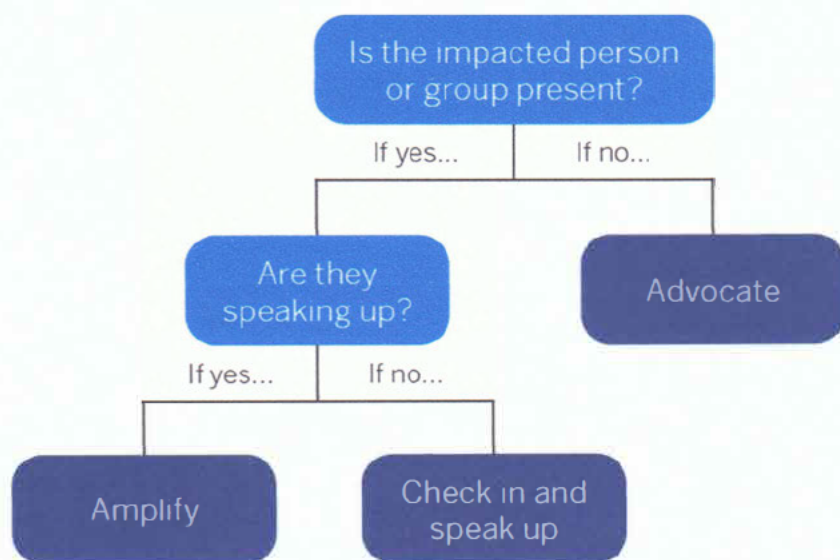 Is the impacted person
or group present?
If yes...
If no...
Are they
speaking up?
Advocate
If yes...
If no...
Amplify
Check in and
speak up